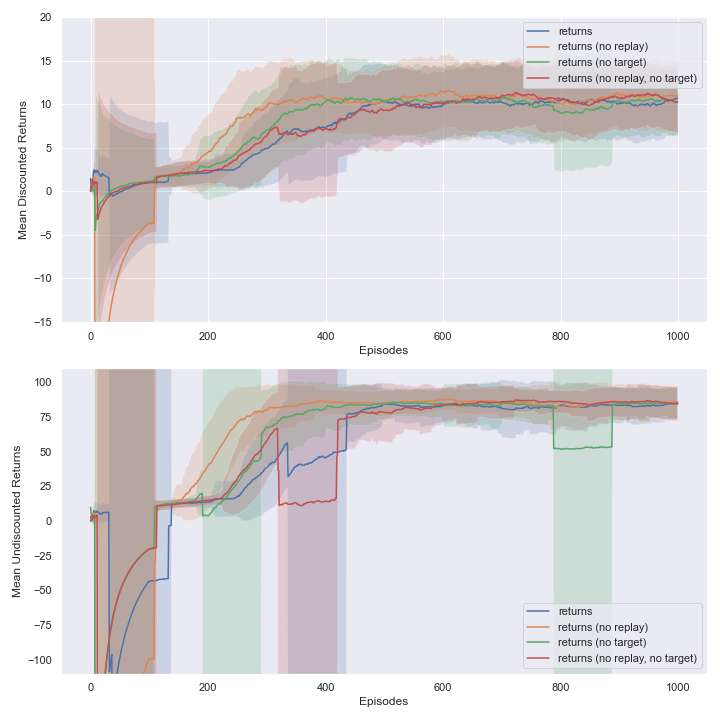 20
15
10
5
0
−5
−10
−15
Mean Discounted Returns
returns
returns (no replay)
returns (no target)
returns (no replay, no target)
0 200 400 600 800 1000
Episodes
100
75
50
25
0
−25
−50
−75
−100
Mean Undiscounted Returns
returns
returns (no replay)
returns (no target)
returns (no replay, no target)
0 200 400 600 800 1000
Episodes